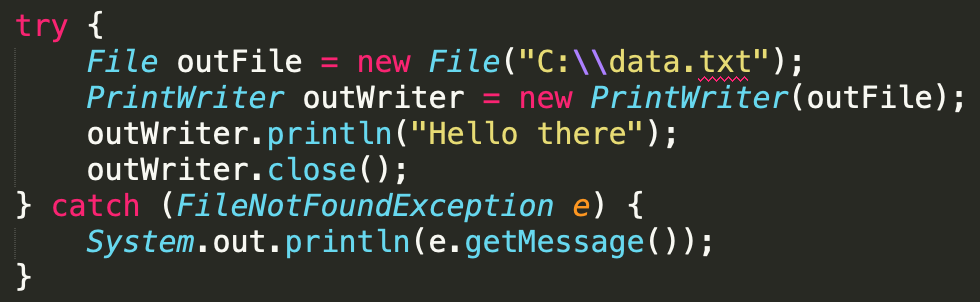 try {
    File outFile = new File("C:\\data.txt");
    PrintWriter outWriter = new PrintWriter(outFile);
    outWriter.println("Hello there");
    outWriter.close();
} catch (FileNotFoundException e) {
    System.out.println(e.getMessage());
}